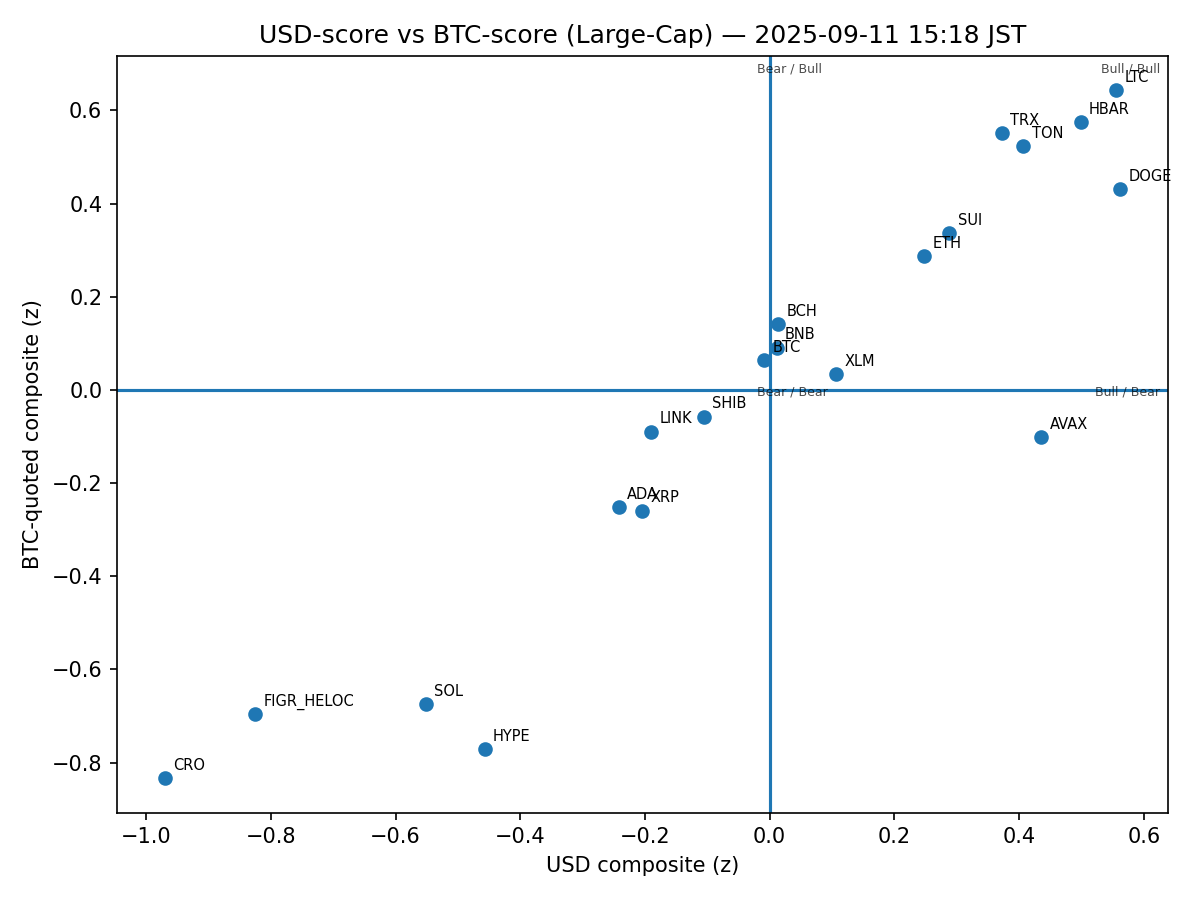 USD-score vs BTC-score (Large-Cap) — 2025-09-11 15:18 JST
Bear / Bull
Bull / Bull
LTC
HBAR
TRX
TON
DOGE
SUI
ETH
BCH
BNB
BTC
XLM
Bear / Bear
Bull / Bear
SHIB
LINK
AVAX
ADA
XRP
SOL
FIGR_HELOC
HYPE
CRO
0.6
0.4
0.2
0.0
−0.2
−0.4
−0.6
−0.8
BTC-quoted composite (z)
−1.0
−0.8
−0.6
−0.4
−0.2
0.0
0.2
0.4
0.6
USD composite (z)